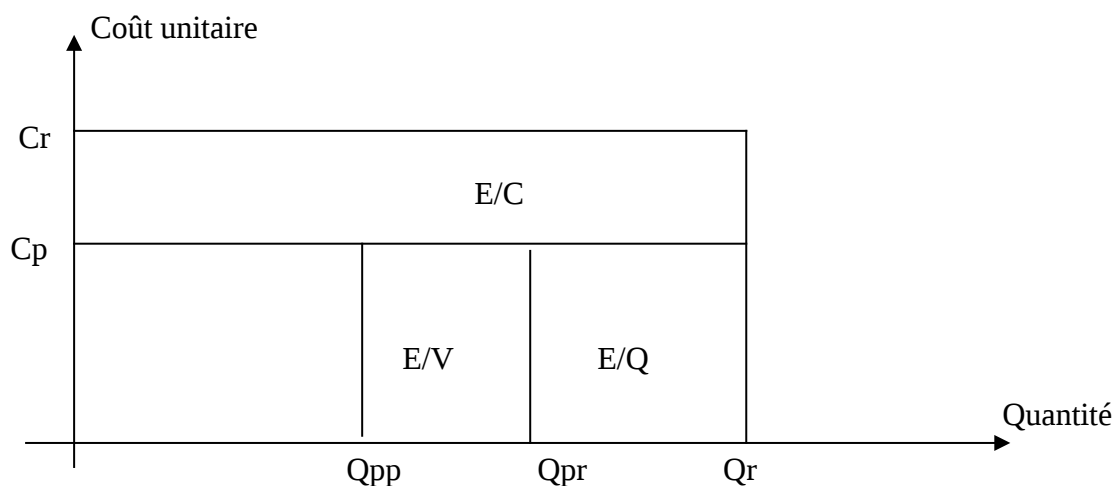 Coût unitaire
Cr
E/C
Cp
E/V
E/Q
Quantité
Qpp
Qpr
Qr